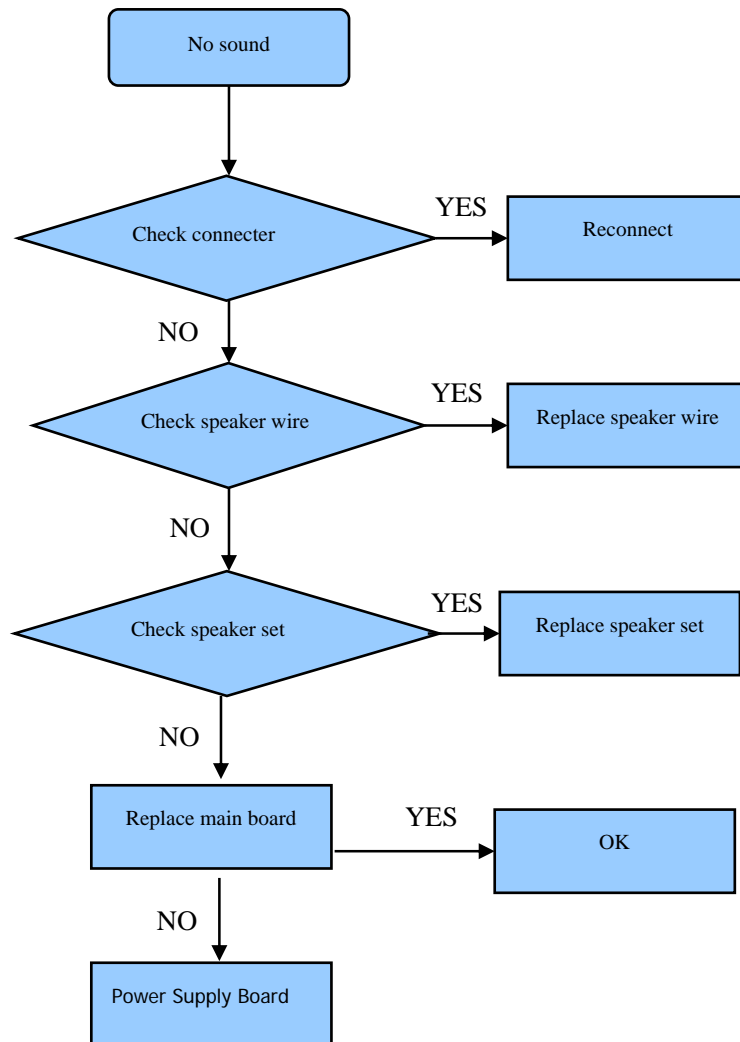 No sound
Check connecter
YES
Reconnect
NO
Check speaker wire
YES
Replace speaker wire
NO
Check speaker set
YES
Replace speaker set
NO
Replace main board
YES
OK
NO
Power Supply Board